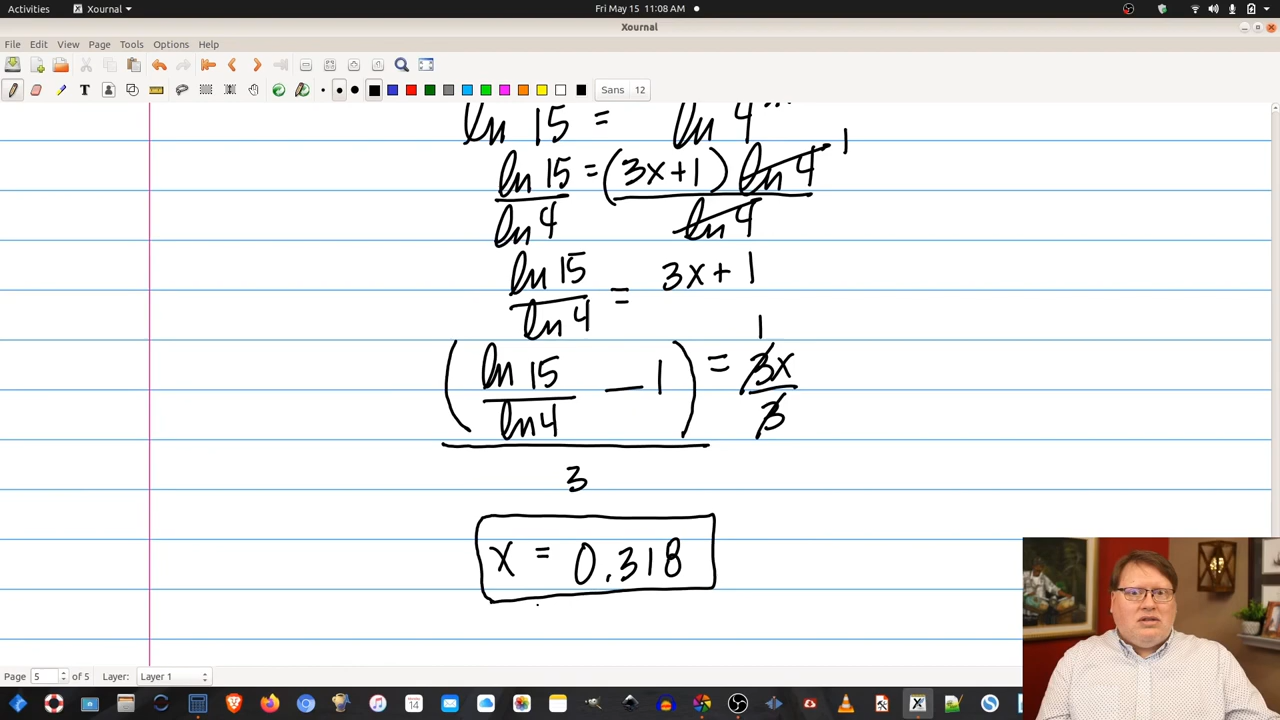 Activities Xournal Fri May 15 11:08 AM
Xournal
File Edit View Page Tools Options Help
T Sans 12
ln 15 = ln 4
ln 15 = (3x+1) ln 4 1
ln 4 ln 4
ln 15 = 3x + 1
ln 4
1
( ln 15 — 1 ) = 3x
ln 4 3
3
x = 0.318
Page 5 of 5 Layer: Layer 1